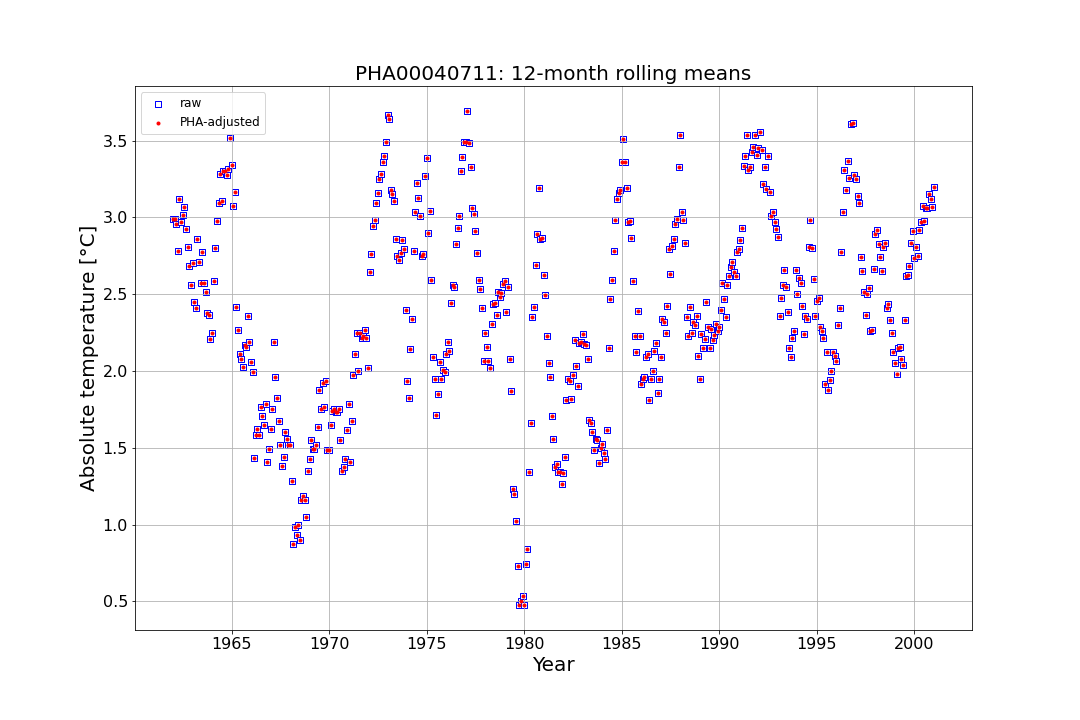 PHA00040711: 12-month rolling means
raw
PHA-adjusted
Absolute temperature [°C]
3.5
3.0
2.5
2.0
1.5
1.0
0.5
1965 1970 1975 1980 1985 1990 1995 2000
Year